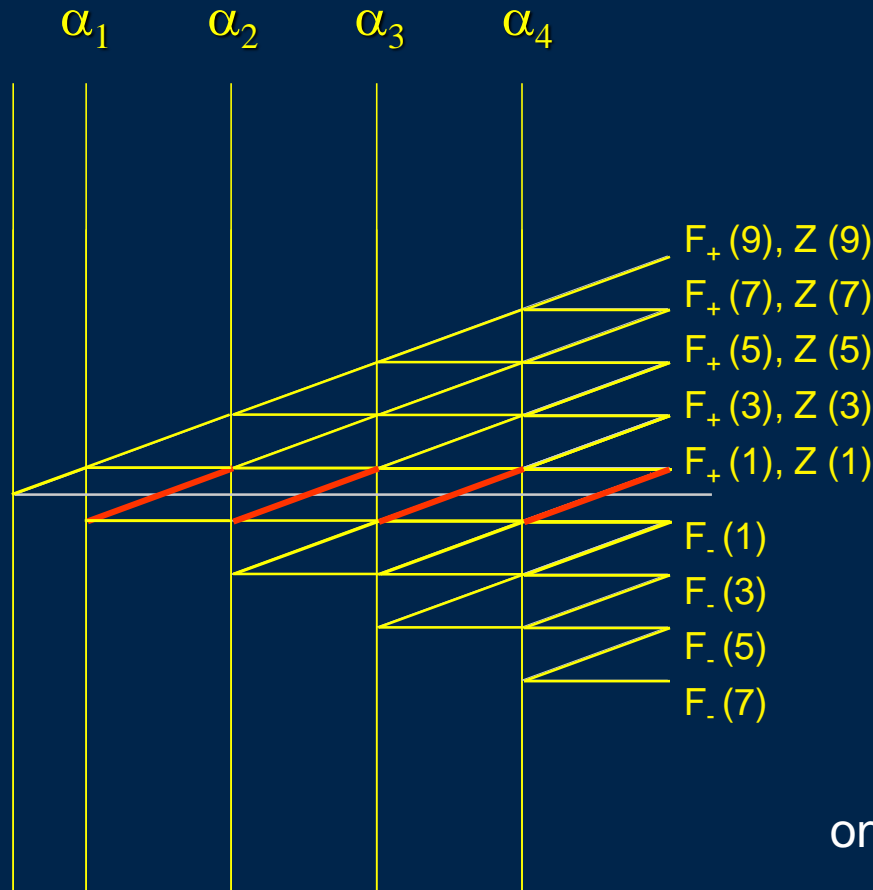 α₁ α₂ α₃ α₄
F₊ (9), Z (9)
F₊ (7), Z (7)
F₊ (5), Z (5)
F₊ (3), Z (3)
F₊ (1), Z (1)
F₋ (1)
F₋ (3)
F₋ (5)
F₋ (7)